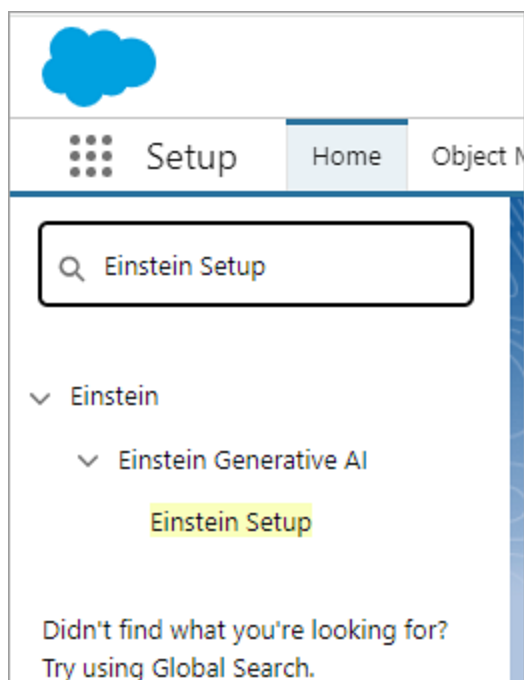 Setup
Home
Object
Einstein Setup
Einstein
Einstein Generative AI
Einstein Setup
Didn't find what you're looking for?
Try using Global Search.